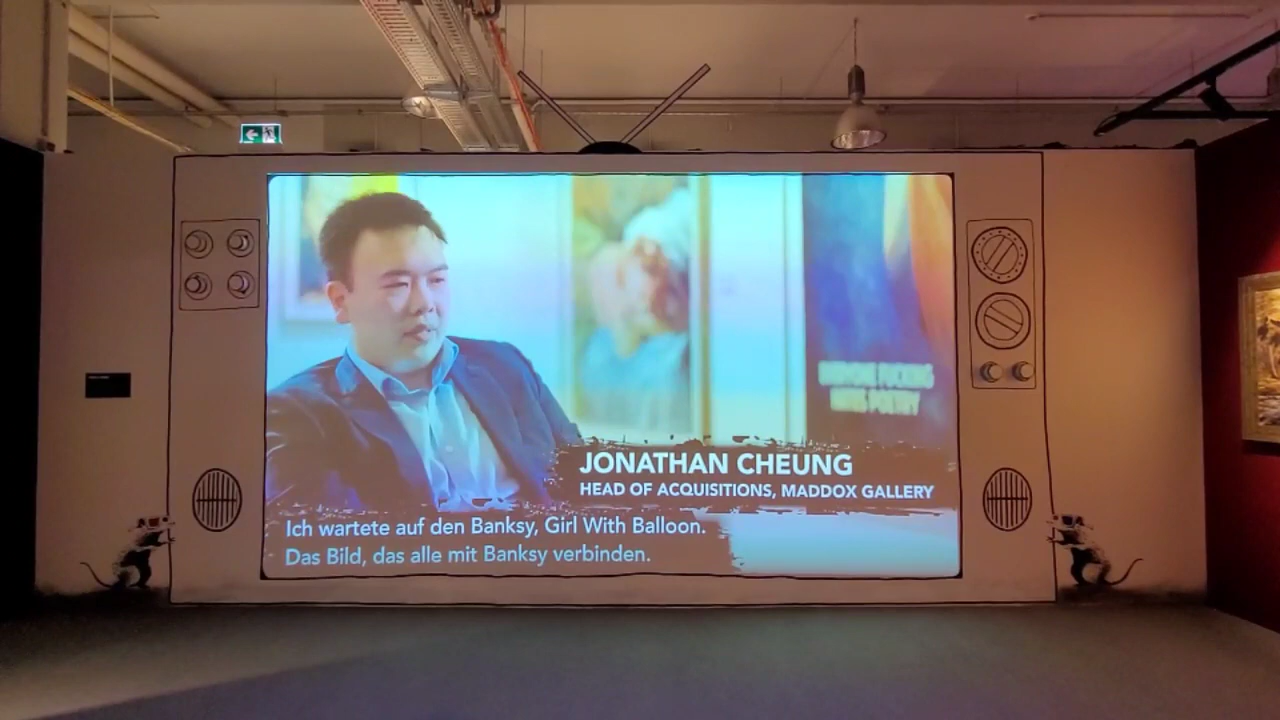 JONATHAN CHEUNG
HEAD OF ACQUISITIONS, MADDOX GALLERY
Ich wartete auf den Banksy, Girl With Balloon.
Das Bild, das alle mit Banksy verbinden.